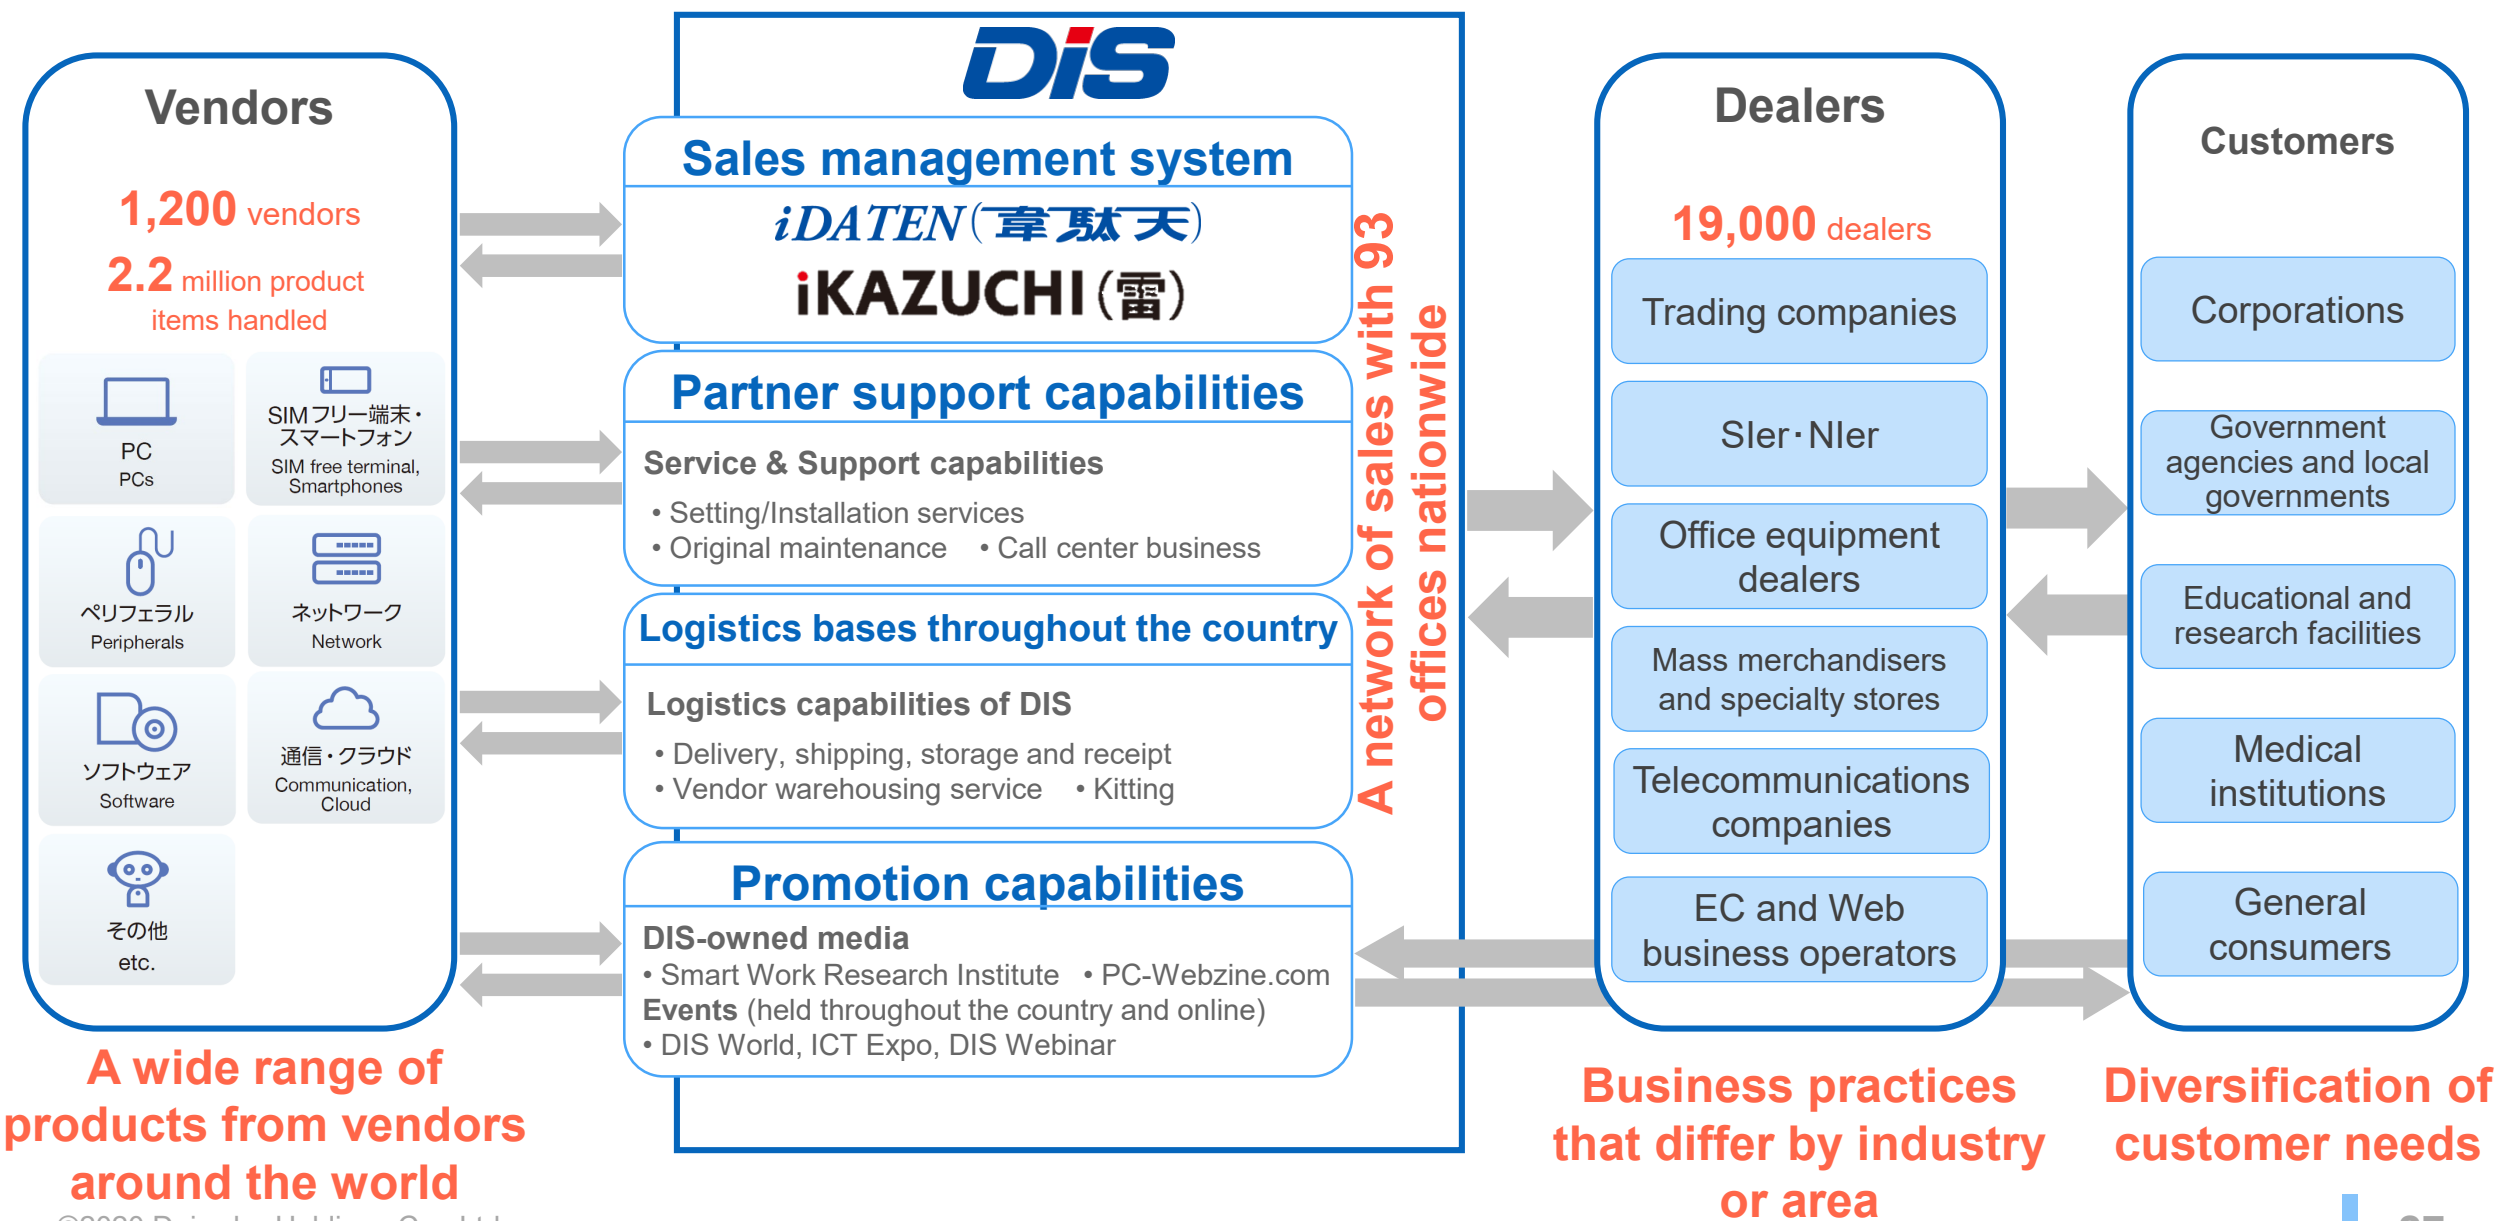 Vendors
1,200 vendors
2.2 million product
items handled
PC
PCs
SIMフリー端末・
スマートフォン
SIM free terminal,
Smartphones
ペリフェラル
Peripherals
ネットワーク
Network
ソフトウェア
Software
通信・クラウド
Communication,
Cloud
その他
etc.
A wide range of
products from vendors
around the world
DiS
Sales management system
iDATEN(韋駄天)
iKAZUCHI(雷)
Partner support capabilities
Service & Support capabilities
• Setting/Installation services
• Original maintenance • Call center business
Logistics bases throughout the country
Logistics capabilities of DIS
• Delivery, shipping, storage and receipt
• Vendor warehousing service • Kitting
Promotion capabilities
DIS-owned media
• Smart Work Research Institute • PC-Webzine.com
Events (held throughout the country and online)
• DIS World, ICT Expo, DIS Webinar
A network of sales with 93
offices nationwide
Dealers
19,000 dealers
Trading companies
SIer･NIer
Office equipment
dealers
Mass merchandisers
and specialty stores
Telecommunications
companies
EC and Web
business operators
Business practices
that differ by industry
or area
Customers
Corporations
Government
agencies and local
governments
Educational and
research facilities
Medical
institutions
General
consumers
Diversification of
customer needs